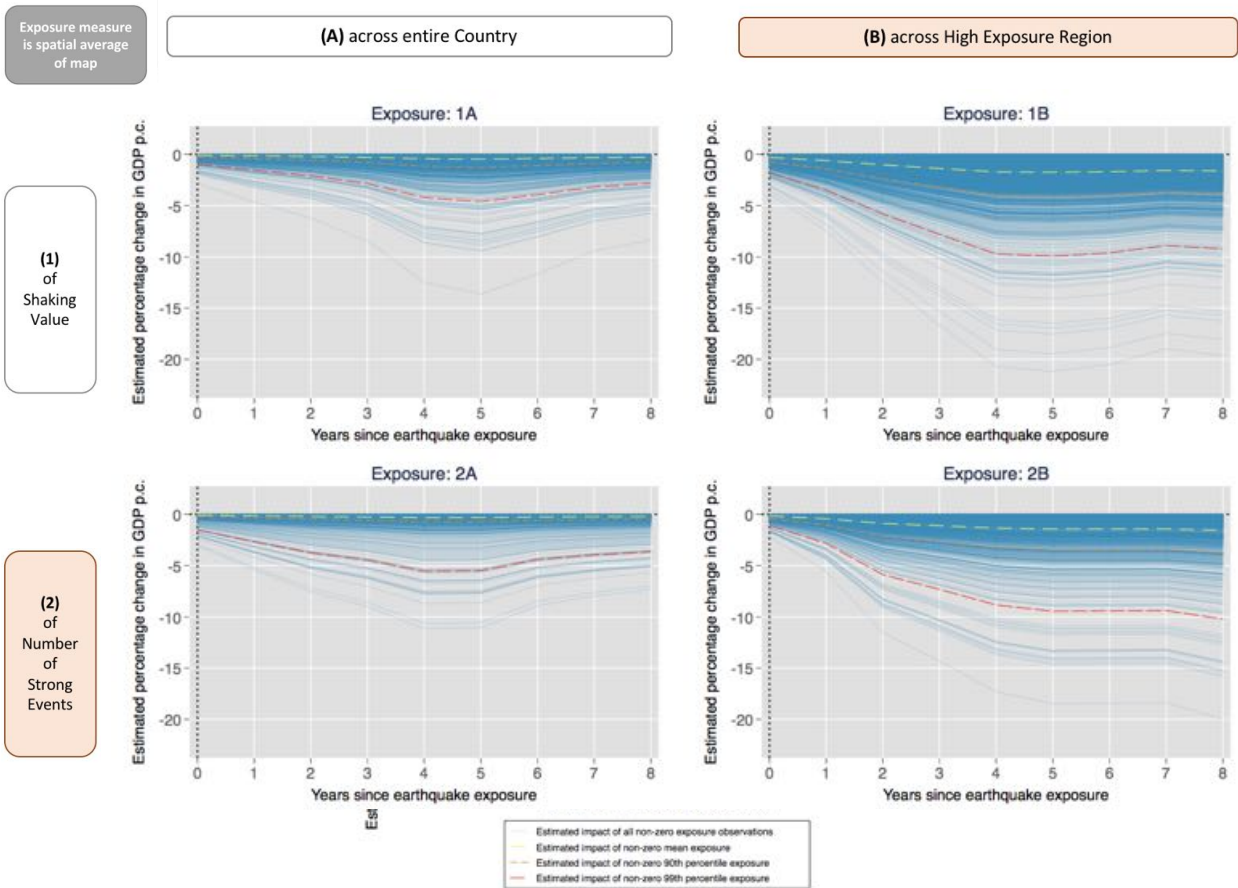 Exposure measure
is spatial average
of map
(A) across entire Country
(B) across High Exposure Region
(1)
of
Shaking
Value
Exposure: 1A
Estimated percentage change in GDP p.c.
0
-5
-10
-15
-20
0 1 2 3 4 5 6 7 8
Years since earthquake exposure
Exposure: 1B
Estimated percentage change in GDP p.c.
0
-5
-10
-15
-20
0 1 2 3 4 5 6 7 8
Years since earthquake exposure
(2)
of
Number
of
Strong
Events
Exposure: 2A
Estimated percentage change in GDP p.c.
0
-5
-10
-15
-20
0 1 2 3 4 5 6 7 8
Years since earthquake exposure
Exposure: 2B
Estimated percentage change in GDP p.c.
0
-5
-10
-15
-20
0 1 2 3 4 5 6 7 8
Years since earthquake exposure
Estimated impact of all non-zero exposure observations
Estimated impact of non-zero mean exposure
Estimated impact of non-zero 90th percentile exposure
Estimated impact of non-zero 99th percentile exposure